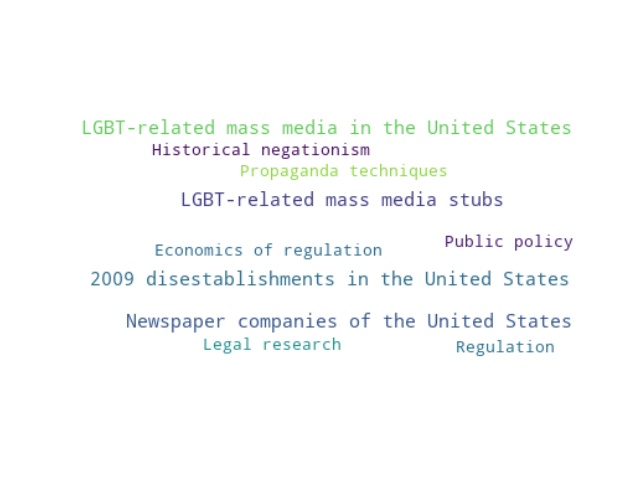 LGBT-related mass media in the United States
Historical negationism
Propaganda techniques
LGBT-related mass media stubs
Public policy
Economics of regulation
2009 disestablishments in the United States
Newspaper companies of the United States
Legal research
Regulation